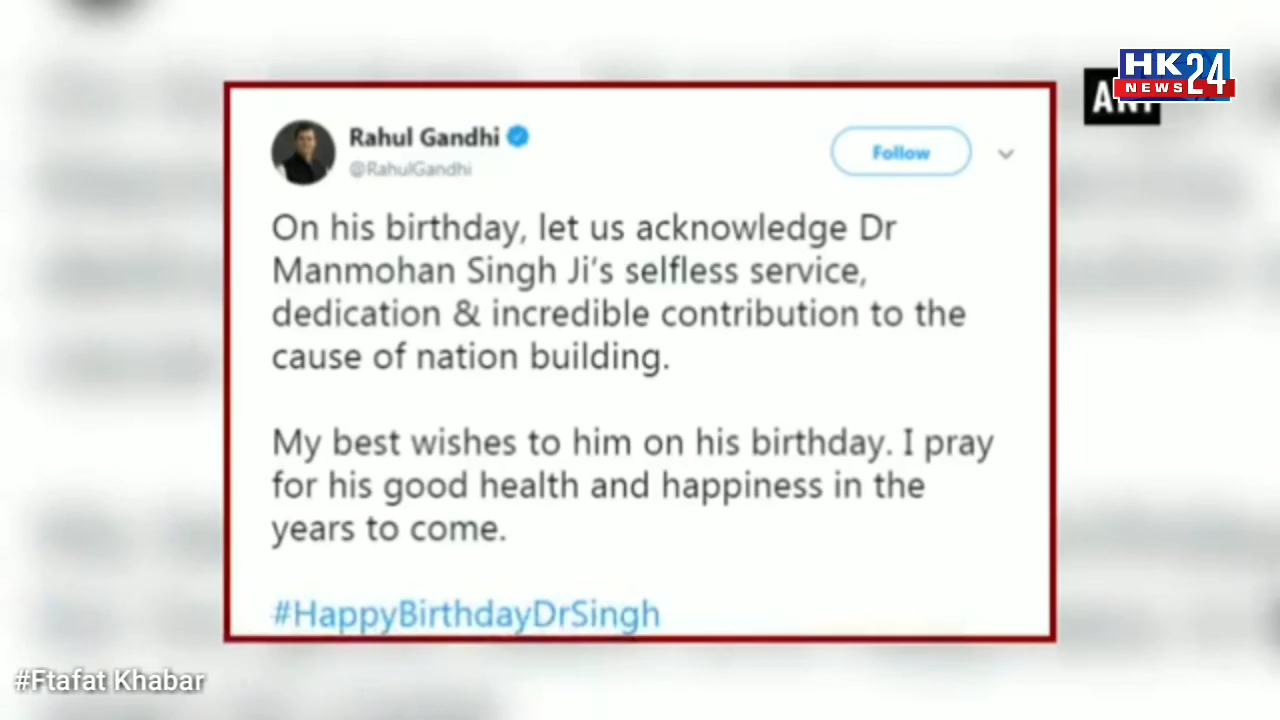 HK 24
NEWS
Rahul Gandhi
@RahulGandhi
Follow
On his birthday, let us acknowledge Dr
Manmohan Singh Ji's selfless service,
dedication & incredible contribution to the
cause of nation building.
My best wishes to him on his birthday. I pray
for his good health and happiness in the
years to come.
#HappyBirthdayDrSingh
#Ftafat Khabar